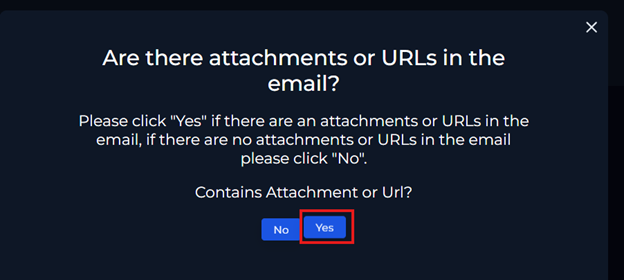 Are there attachments or URLs in the
email?
Please click "Yes" if there are an attachments or URLs in the
email, if there are no attachments or URLs in the email
please click "No".
Contains Attachment or Url?
No Yes